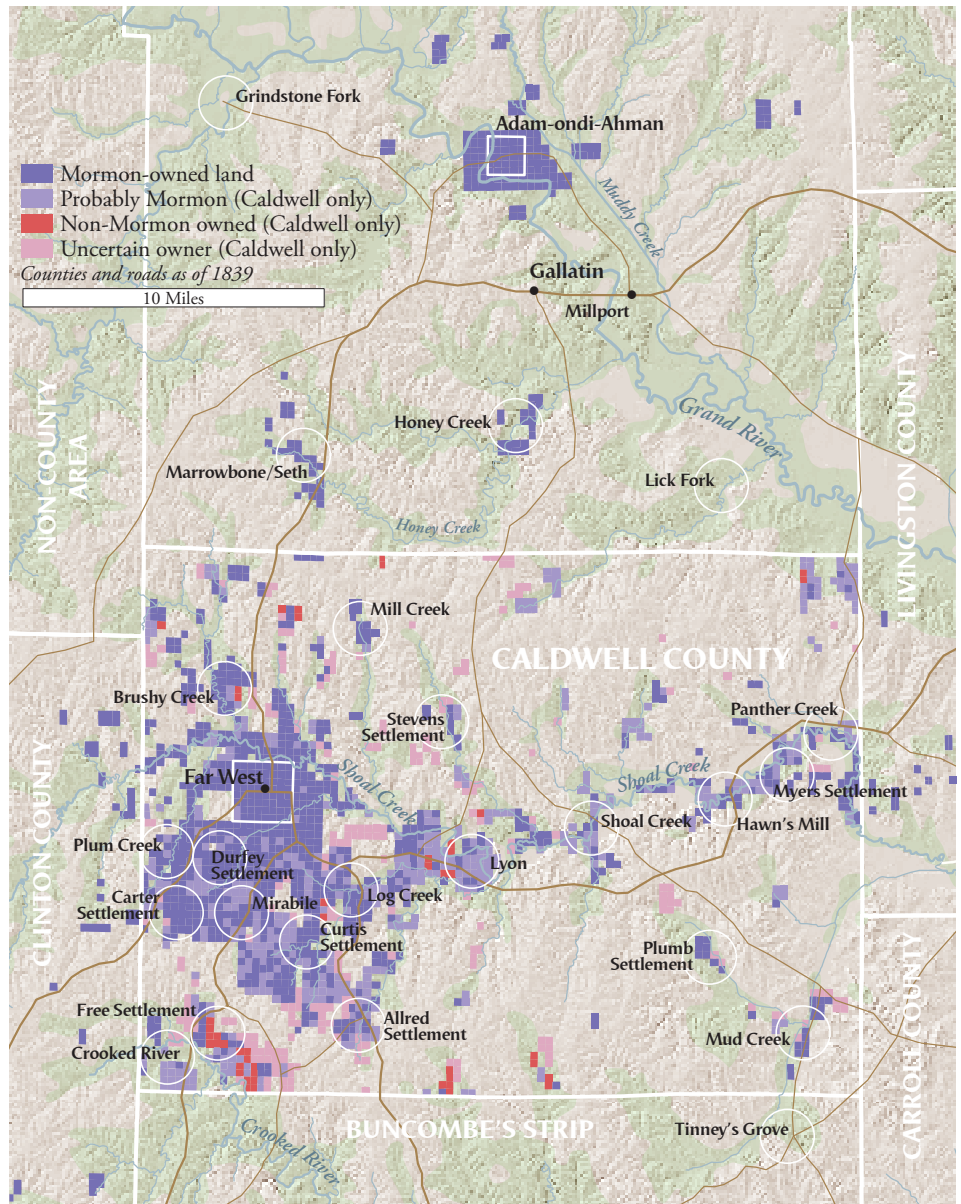 Grindstone Fork
Adam-ondi-Ahman
Mormon-owned land
Probably Mormon (Caldwell only)
Non-Mormon owned (Caldwell only)
Uncertain owner (Caldwell only)
Counties and roads as of 1839
10 Miles
Muddy Creek
Gallatin
Millport
NON COUNTY
AREA
LIVINGTON COUNTY
Grand River
Honey Creek
Marrowbone/Seth
Lick Fork
Honey Creek
Mill Creek
CALDWELL COUNTY
Brushy Creek
Stevens
Settlement
Panther Creek
Far West
Shoal Creek
Shoal Creek
Myers Settlement
Shoal Creek
Hawn's Mill
Plum Creek
Durfey
Settlement
Lyon
CLINTON COUNTY
Carter
Settlement
Mirabile
Log Creek
Curtis
Settlement
Plumb
Settlement
CARROLT COUNTY
Free Settlement
Allred
Settlement
Crooked River
Mud Creek
BUNCOMBE'S STRIP
Tinney's Grove
Crooked River